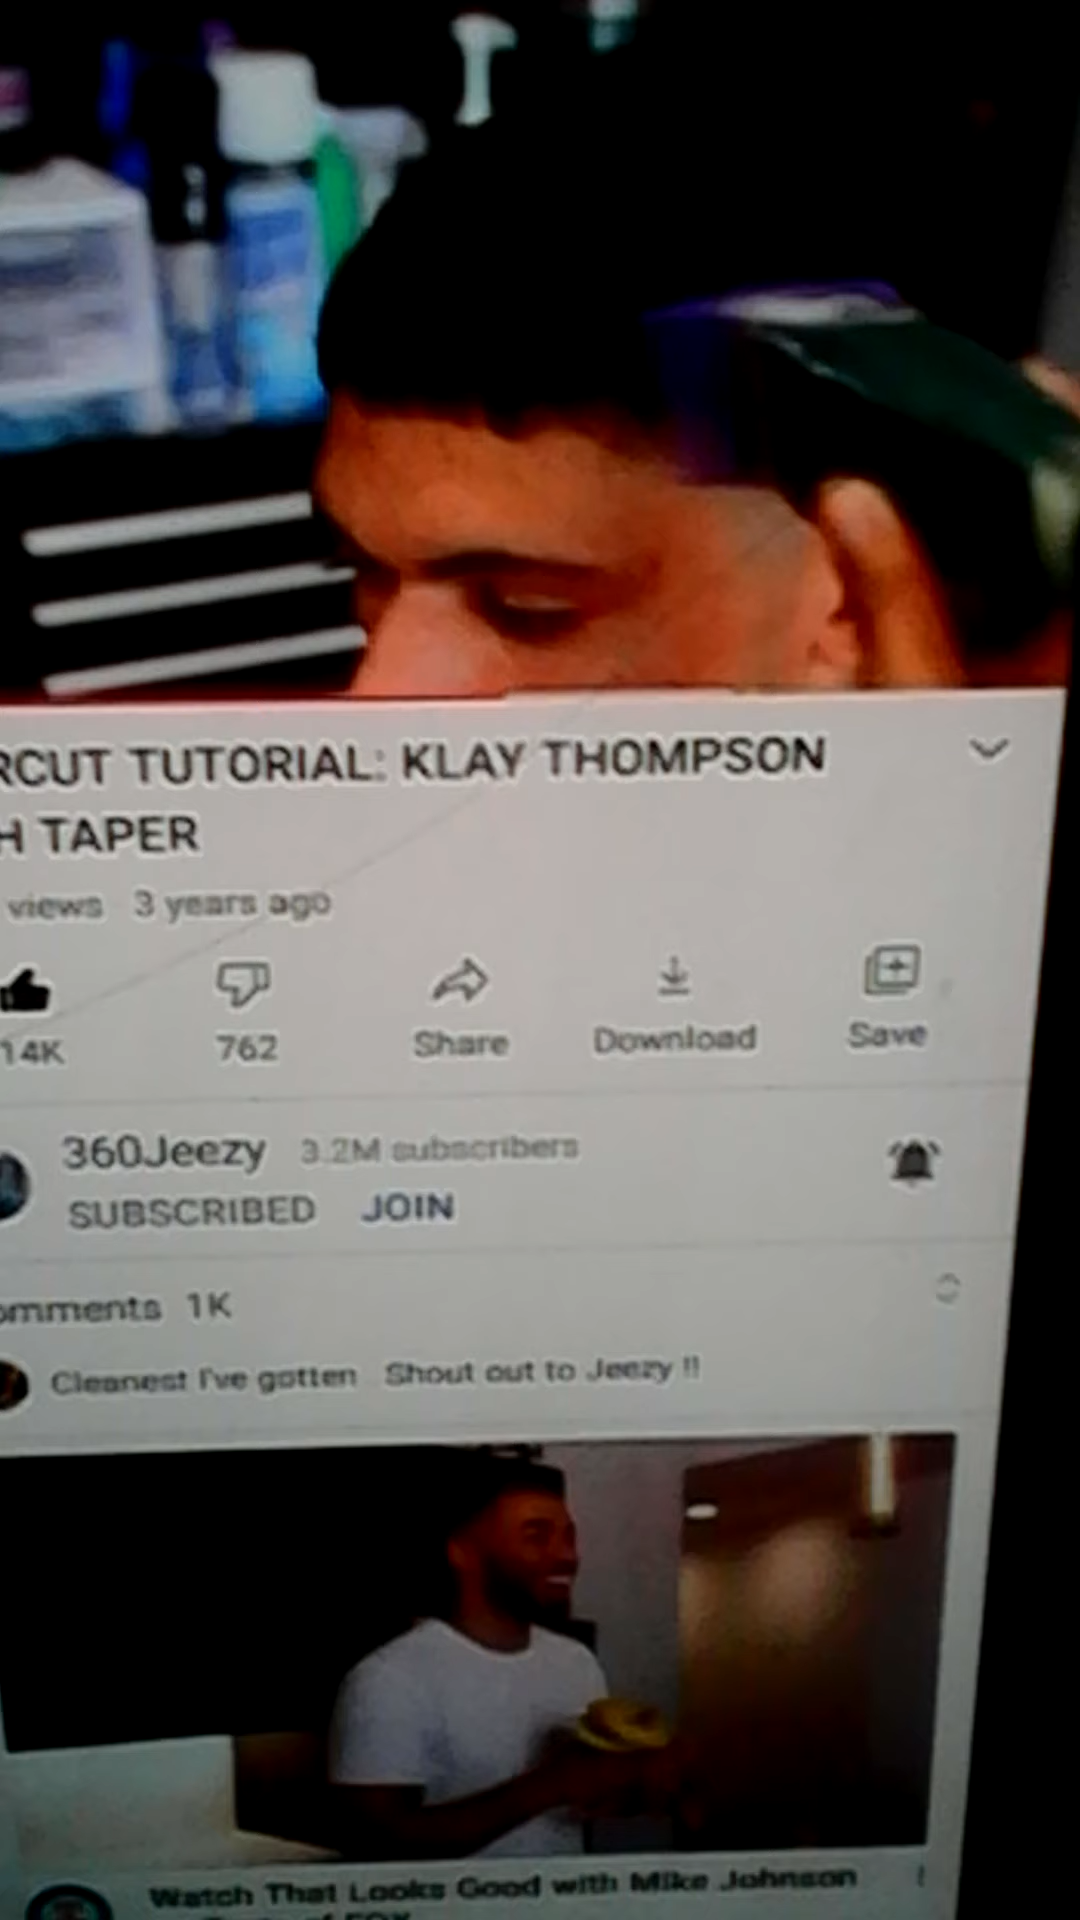 RCUT TUTORIAL: KLAY THOMPSON
H TAPER
views 3 years ago
14K
762
Share
Download
Save
360Jeezy 3.2M subscribers
SUBSCRIBED JOIN
omments 1K
Cleanest I've gotten Shout out to Jeezy !!
Watch That Looks Good with Mike Johnson